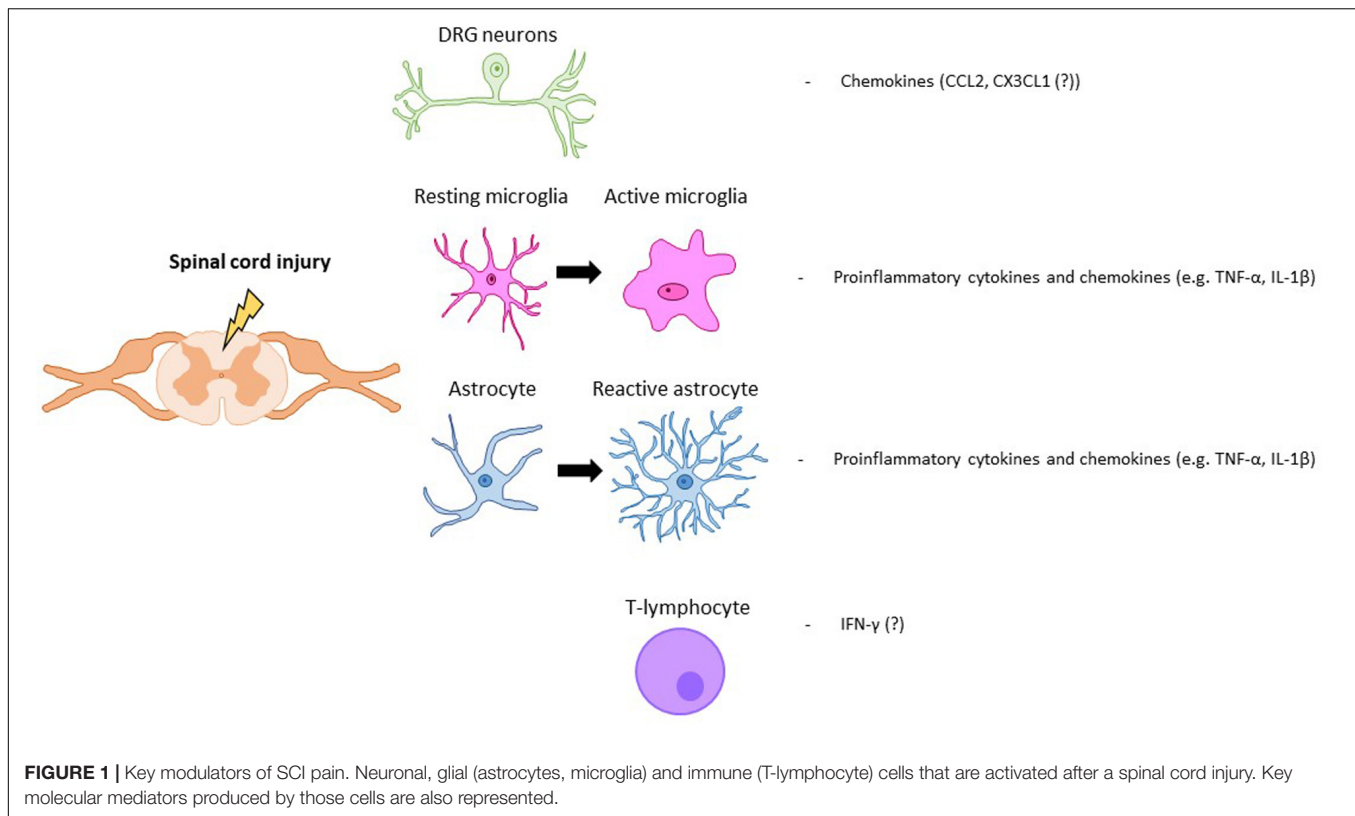 DRG neurons
- Chemokines (CCL2, CX3CL1 (?))
Resting microglia
Active microglia
- Proinflammatory cytokines and chemokines (e.g. TNF-α, IL-1β)
Spinal cord injury
Astrocyte
Reactive astrocyte
- Proinflammatory cytokines and chemokines (e.g. TNF-α, IL-1β)
T-lymphocyte
- IFN-γ (?)
FIGURE 1 | Key modulators of SCI pain. Neuronal, glial (astrocytes, microglia) and immune (T-lymphocyte) cells that are activated after a spinal cord injury. Key
molecular mediators produced by those cells are also represented.